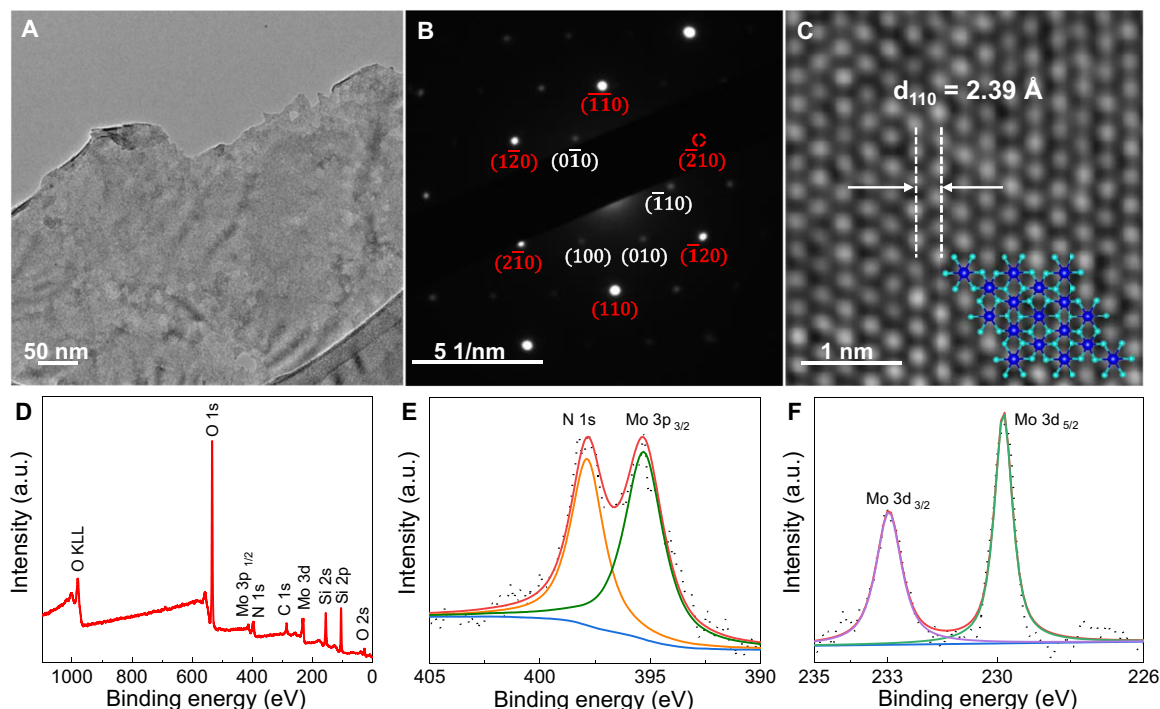 A
50 nm
B
(1̅1̅0)
(12̅0)
(01̅0)
(2̅10)
(1̅10)
(21̅0)
(100)
(010)
(1̅20)
(110)
5 1/nm
C
d110 = 2.39 Å
1 nm
D
Intensity (a.u.)
O KLL
O 1s
Mo 3p 1/2
N 1s
C 1s
Mo 3d
Si 2s
Si 2p
O 2s
1000 800 600 400 200 0
Binding energy (eV)
E
Intensity (a.u.)
N 1s
Mo 3p 3/2
405 400 395 390
Binding energy (eV)
F
Intensity (a.u.)
Mo 3d 3/2
Mo 3d 5/2
235 233 230 226
Binding energy (eV)